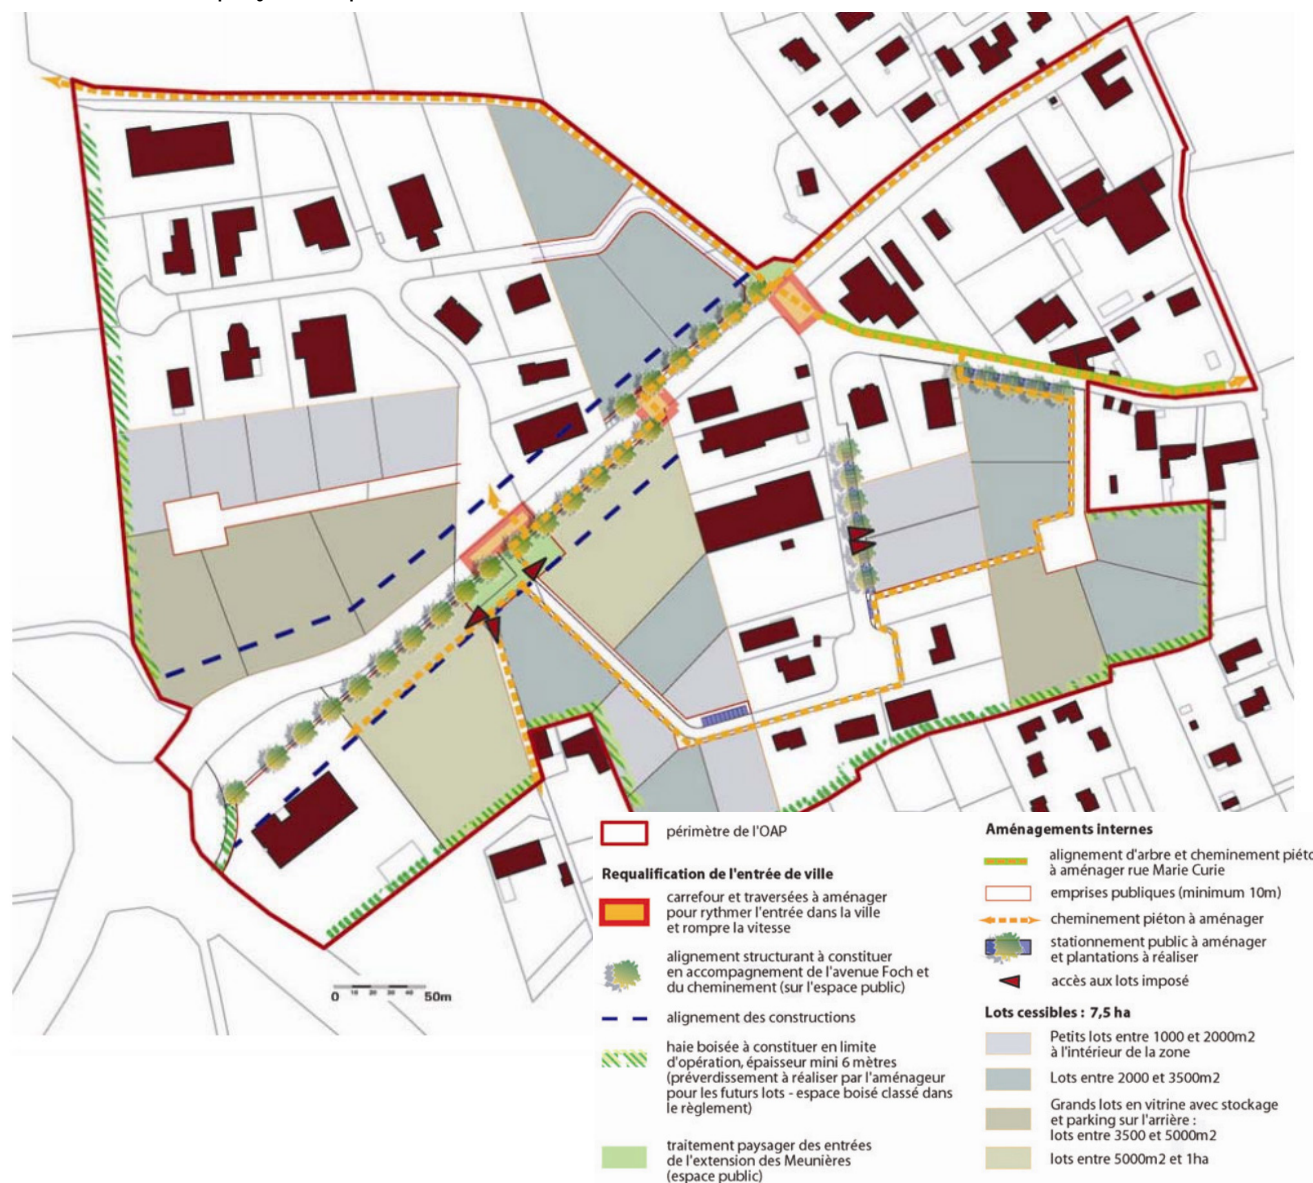 0 10 20 30 40 50m
périmètre de l'OAP
Requalification de l'entrée de ville
carrefour et traversées à aménager
pour rythmer l'entrée dans la ville
et rompre la vitesse
alignement structurant à constituer
en accompagnement de l'avenue Foch et
du cheminement (sur l'espace public)
alignement des constructions
haie boisée à constituer en limite
d'opération, épaisseur mini 6 mètres
(préverdissement à réaliser par l'aménageur
pour les futurs lots - espace boisé classé dans
le règlement)
traitement paysager des entrées
de l'extension des Meunières
(espace public)
Aménagements internes
alignement d'arbre et cheminement piéto
à aménager rue Marie Curie
emprises publiques (minimum 10m)
cheminement piéton à aménager
stationnement public à aménager
et plantations à réaliser
accès aux lots imposé
Lots cessibles : 7,5 ha
Petits lots entre 1000 et 2000m2
à l'intérieur de la zone
Lots entre 2000 et 3500m2
Grands lots en vitrine avec stockage
et parking sur l'arrière :
lots entre 3500 et 5000m2
lots entre 5000m2 et 1ha